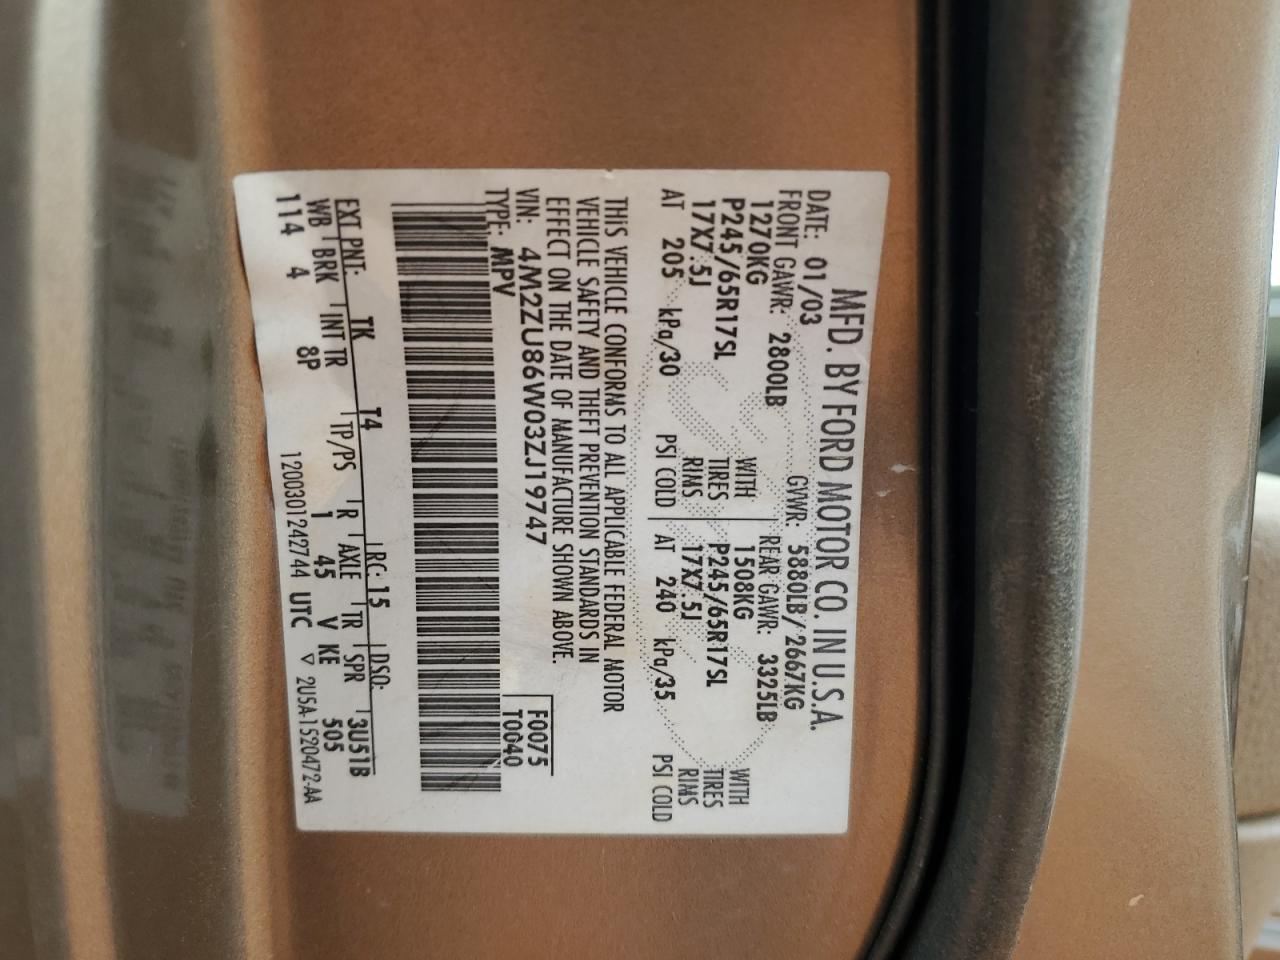 MFD. BY FORD MOTOR CO. IN U.S.A.
DATE: 01/03 GVWR: 5880LB/2667KG
FRONT GAWR: 2800LB REAR GAWR: 3325LB
1270KG WITH 1508KG WITH
P245/65R17SL TIRES P245/65R17SL TIRES
17X7.5J RIMS 17X7.5J RIMS
AT 205 kPa/30 PSI COLD AT 240 kPa/35 PSI COLD
THIS VEHICLE CONFORMS TO ALL APPLICABLE FEDERAL MOTOR
VEHICLE SAFETY AND THEFT PREVENTION STANDARDS IN
EFFECT ON THE DATE OF MANUFACTURE SHOWN ABOVE.
VIN: 4M2ZU86W03ZJ19747 F0075
TYPE: MPV T0040
EXT PNT: TK T4 RC: 15 DSO: 3U51B
WB BRK INT TR TP/PS R AXLE TR SPR
114 4 8P 1 45 V KE 505
120030124274​4 UTC ▽ 2U5A-1520472-AA